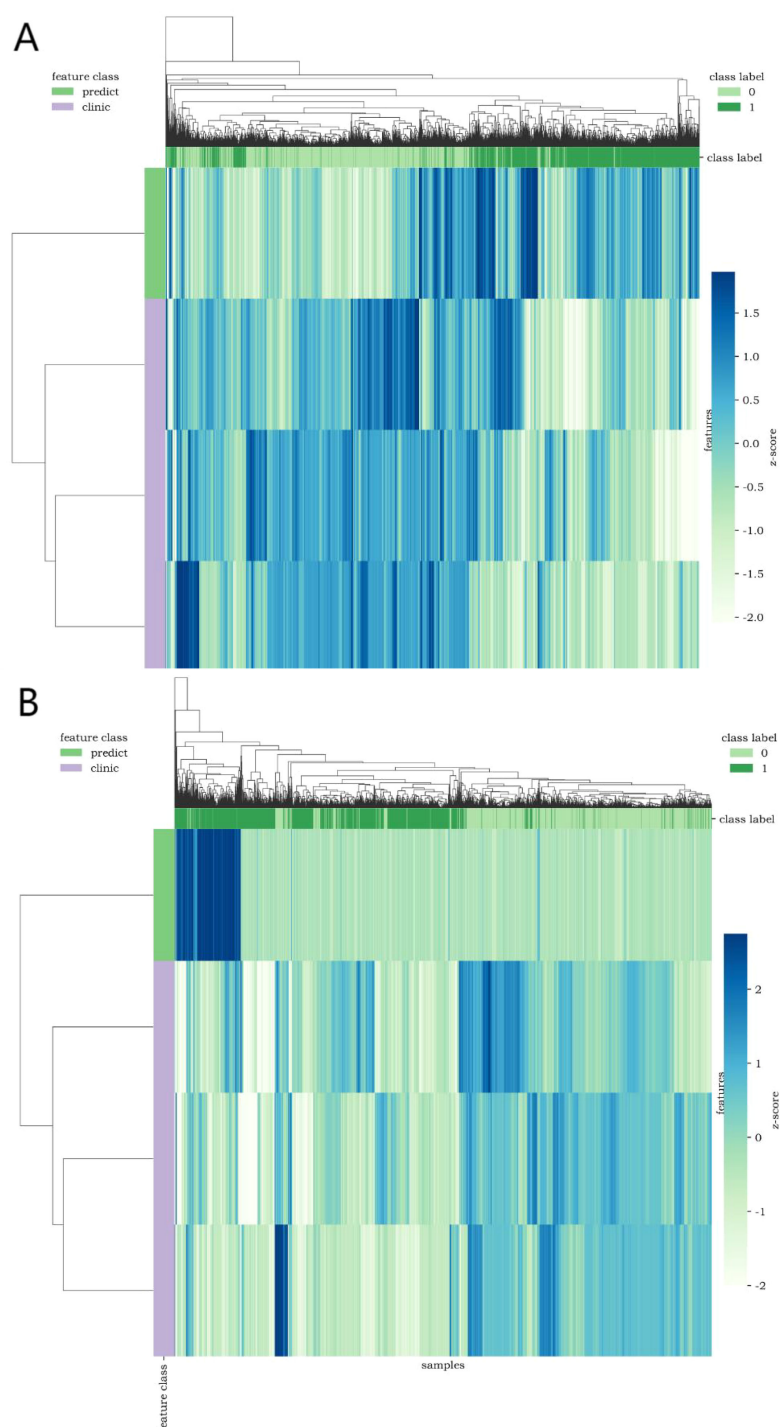 A
feature class
predict
clinic
class label
0
1
class label
features
z-score
1.5
1.0
0.5
0.0
-0.5
-1.0
-1.5
-2.0
B
feature class
predict
clinic
class label
0
1
class label
features
z-score
2
1
0
-1
-2
samples
feature class